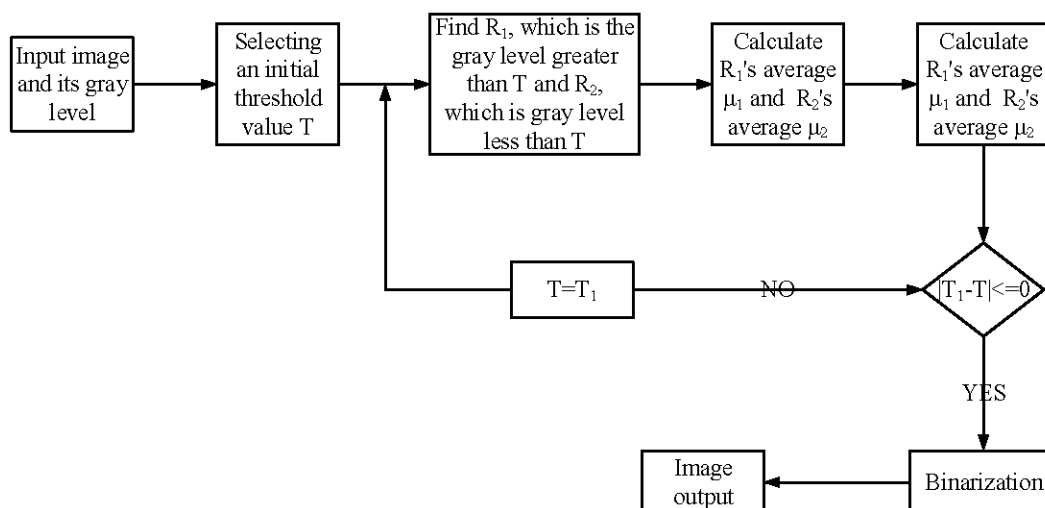 Input image
and its gray
level
Selecting
an initial
threshold
value T
Find R₁, which is the
gray level greater
than T and R₂,
which is gray level
less than T
Calculate
R₁'s average
μ₁ and R₂'s
average μ₂
Calculate
R₁'s average
μ₁ and R₂'s
average μ₂
T=T₁
NO
|T₁-T|<=0
YES
Image
output
Binarization